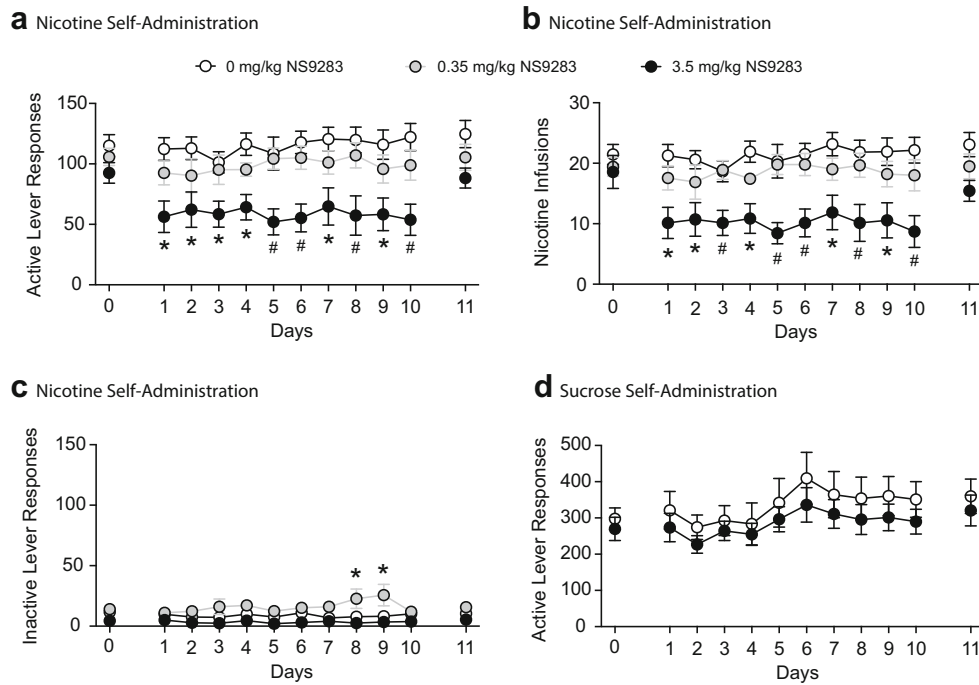 a Nicotine Self-Administration
b Nicotine Self-Administration
0 mg/kg NS9283
0.35 mg/kg NS9283
3.5 mg/kg NS9283
Active Lever Responses
150
100
50
0
* * * * # # * # * #
0 1 2 3 4 5 6 7 8 9 10 11
Days
Nicotine Infusions
30
20
10
0
* * # * # # * # * #
0 1 2 3 4 5 6 7 8 9 10 11
Days
c Nicotine Self-Administration
Inactive Lever Responses
150
100
50
0
* *
0 1 2 3 4 5 6 7 8 9 10 11
Days
d Sucrose Self-Administration
Active Lever Responses
500
400
300
200
100
0
0 1 2 3 4 5 6 7 8 9 10 11
Days